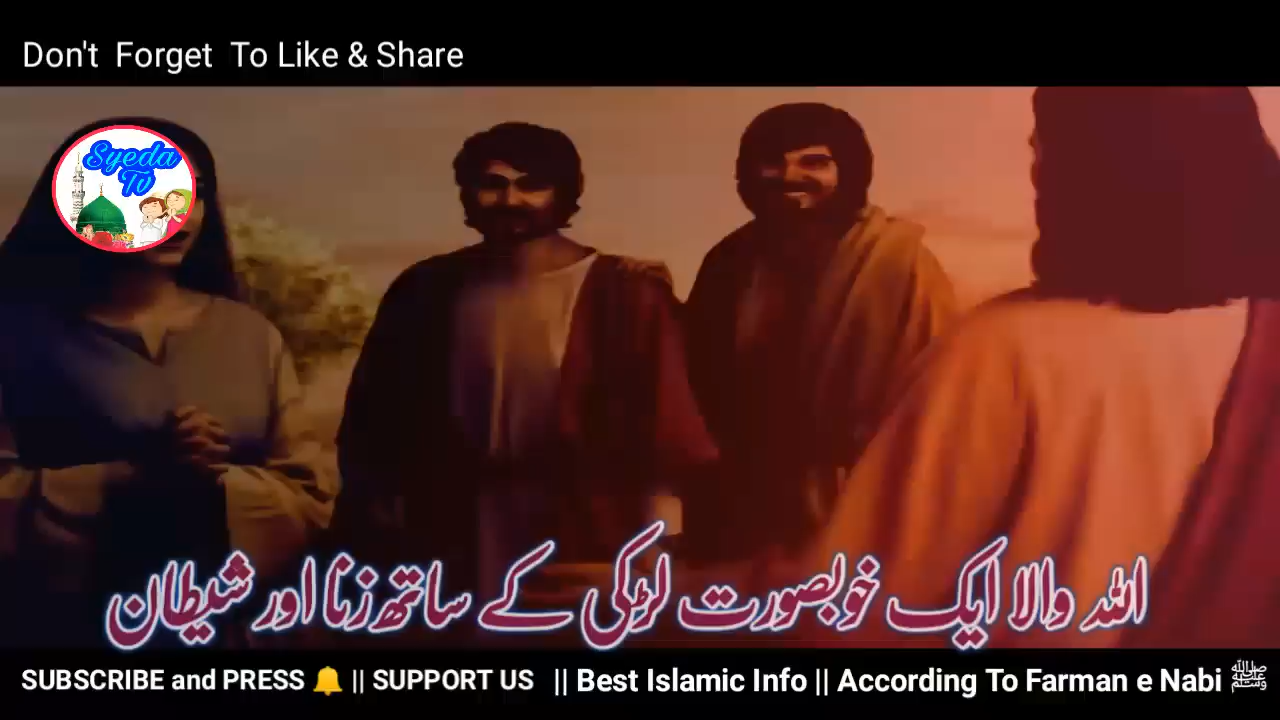 Don't Forget To Like & Share
Syeda
Tv
اللہ والا ایک خوبصورت لڑکی کے ساتھ زنا اور شیطان
SUBSCRIBE and PRESS 🔔 || SUPPORT US || Best Islamic Info || According To Farman e Nabi ﷺ